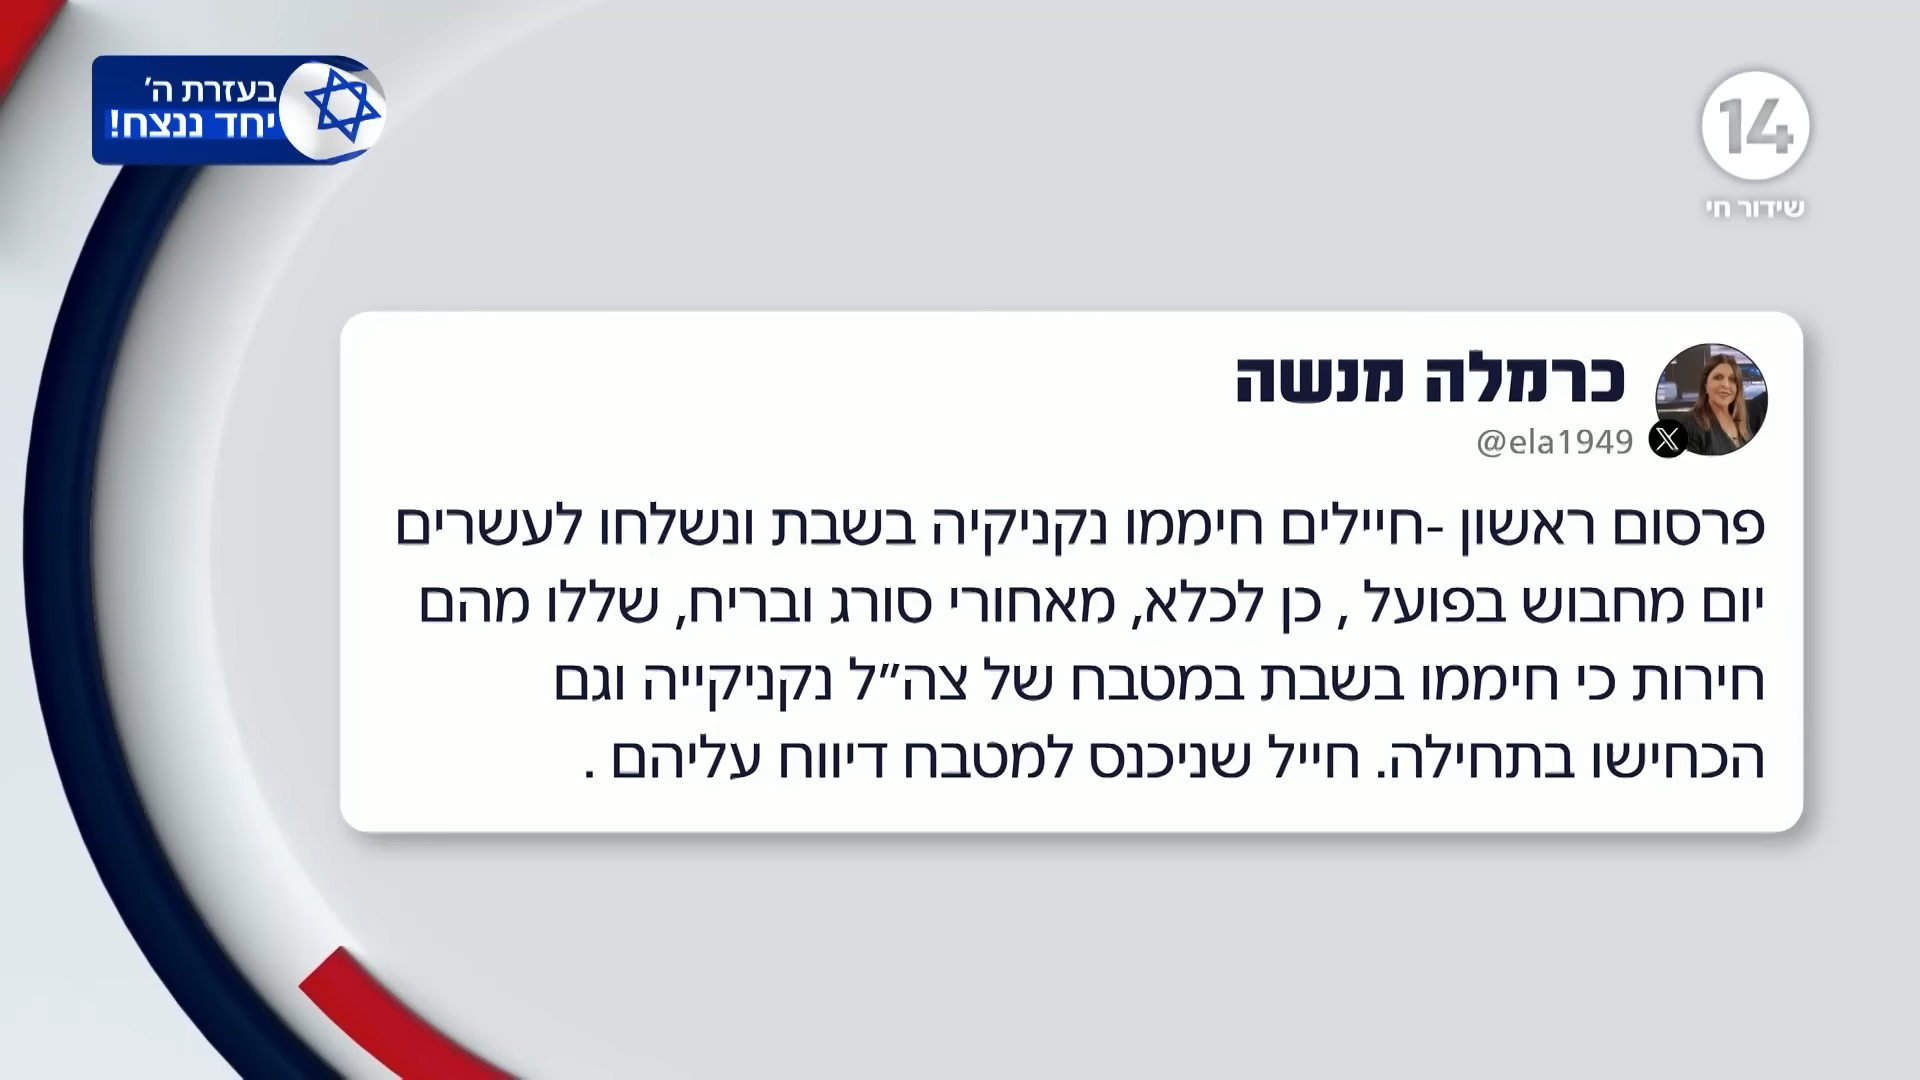 בעזרת ה׳
יחד ננצח!
14
שידור חי
כרמלה מנשה
@ela1949
פרסום ראשון -חיילים חיממו נקניקיה בשבת ונשלחו לעשרים
יום מחבוש בפועל , כן לכלא, מאחורי סורג ובריח, שללו מהם
חירות כי חיממו בשבת במטבח של צה״ל נקניקייה וגם
הכחישו בתחילה. חייל שניכנס למטבח דיווח עליהם .